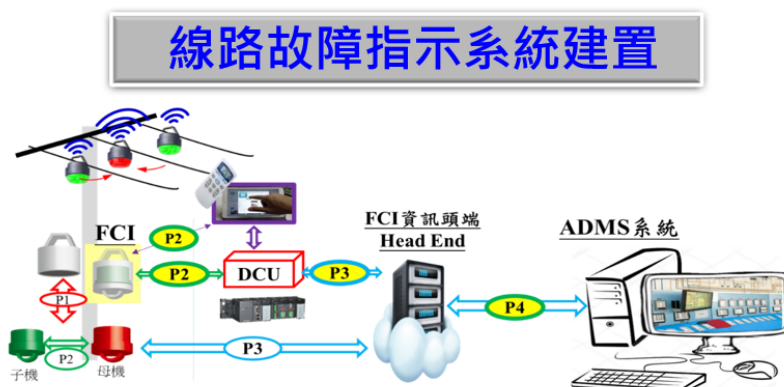 線路故障指示系統建置
FCI
P2
P2
DCU
P3
FCI資訊頭端
Head End
P4
ADMS系統
P1
P2
P3
子機
母機